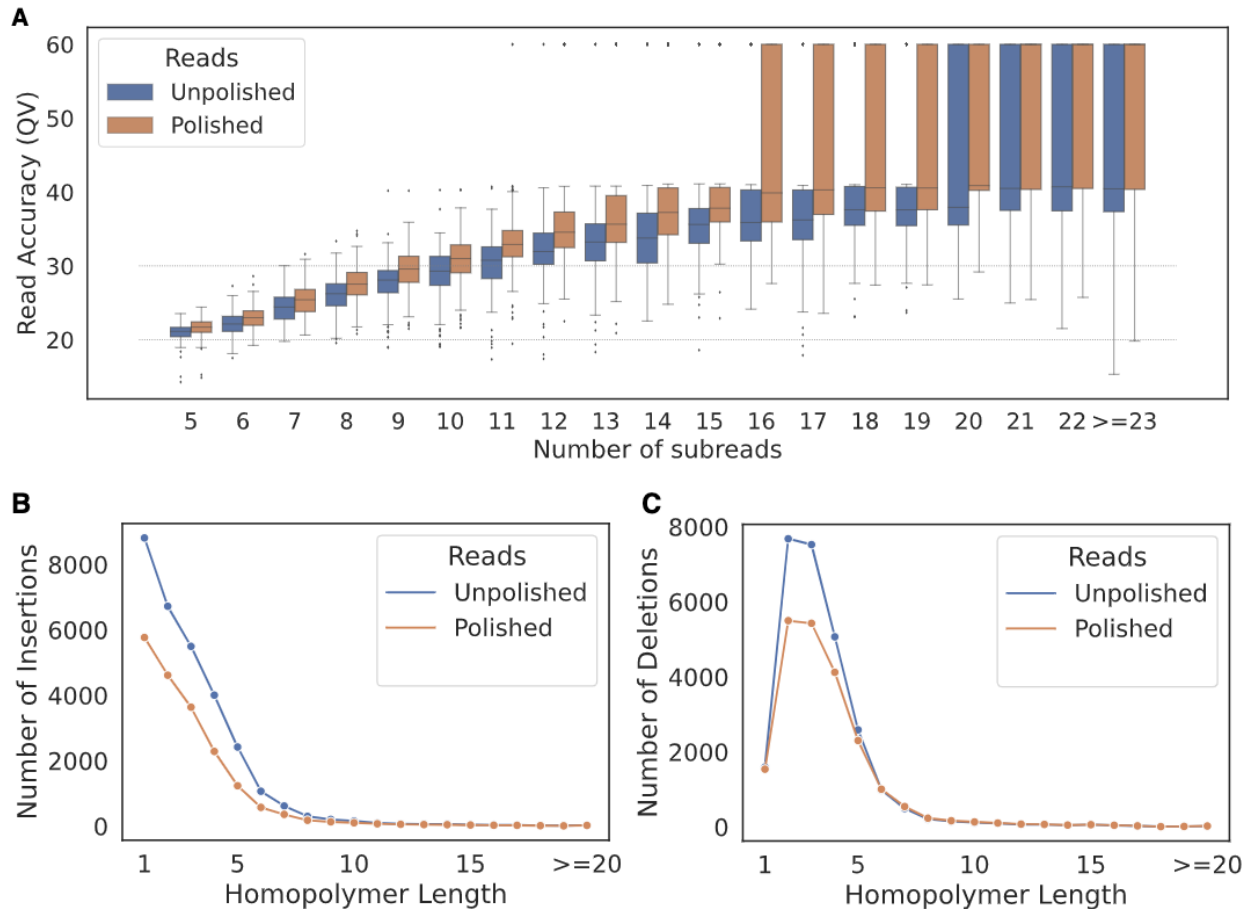 A
Read Accuracy (QV)
60
50
40
30
20
Reads
Unpolished
Polished
5 6 7 8 9 10 11 12 13 14 15 16 17 18 19 20 21 22 >=23
Number of subreads
B
Number of Insertions
8000
6000
4000
2000
0
Reads
Unpolished
Polished
1 5 10 15 >=20
Homopolymer Length
C
Number of Deletions
8000
6000
4000
2000
0
Reads
Unpolished
Polished
1 5 10 15 >=20
Homopolymer Length